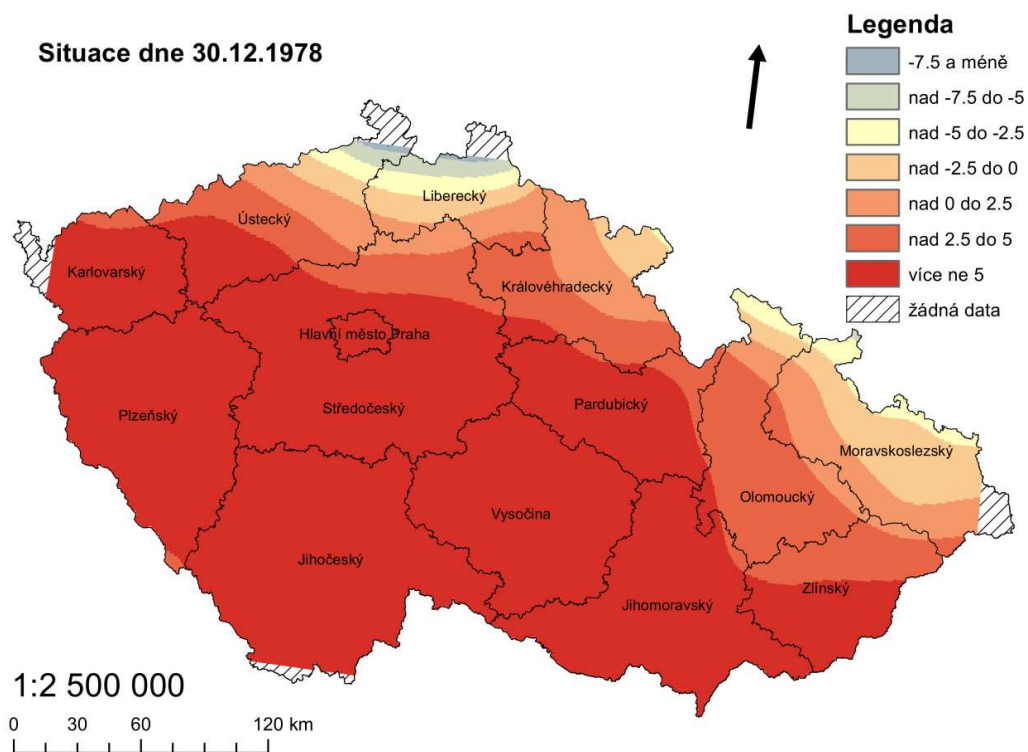 Situace dne 30.12.1978
Legenda
-7.5 a méně
nad -7.5 do -5
nad -5 do -2.5
nad -2.5 do 0
nad 0 do 2.5
nad 2.5 do 5
více ne 5
žádná data
Liberecký
Ústecký
Karlovarský
Královéhradecký
Hlavní město Praha
Plzeňský
Středočeský
Pardubický
Moravskoslezský
Olomoucký
Vysočina
Jihočeský
Zlínský
Jihomoravský
1:2 500 000
0 30 60 120 km